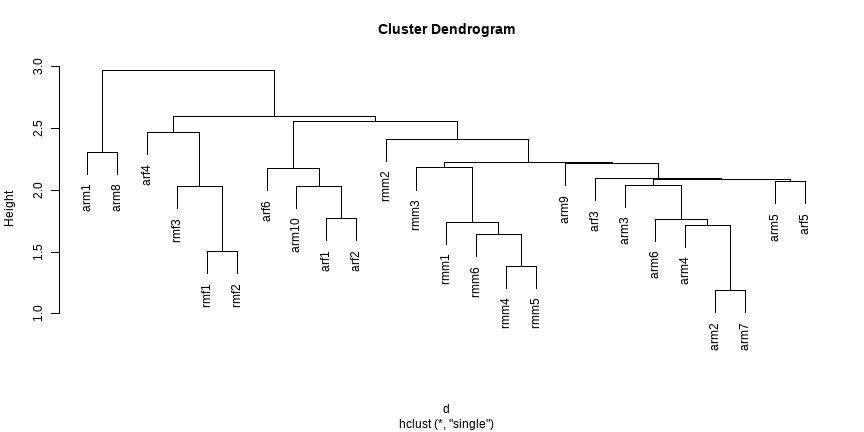 Cluster Dendrogram
Height
3.0
2.5
2.0
1.5
1.0
arm1
arm8
arf4
rmf3
rmf1
rmf2
arf6
arm10
arf1
arf2
rmm2
rmm3
rmm1
rmm6
rmm4
rmm5
arm9
arf3
arm3
arm6
arm4
arm2
arm7
arm5
arf5
d
hclust (*, "single")